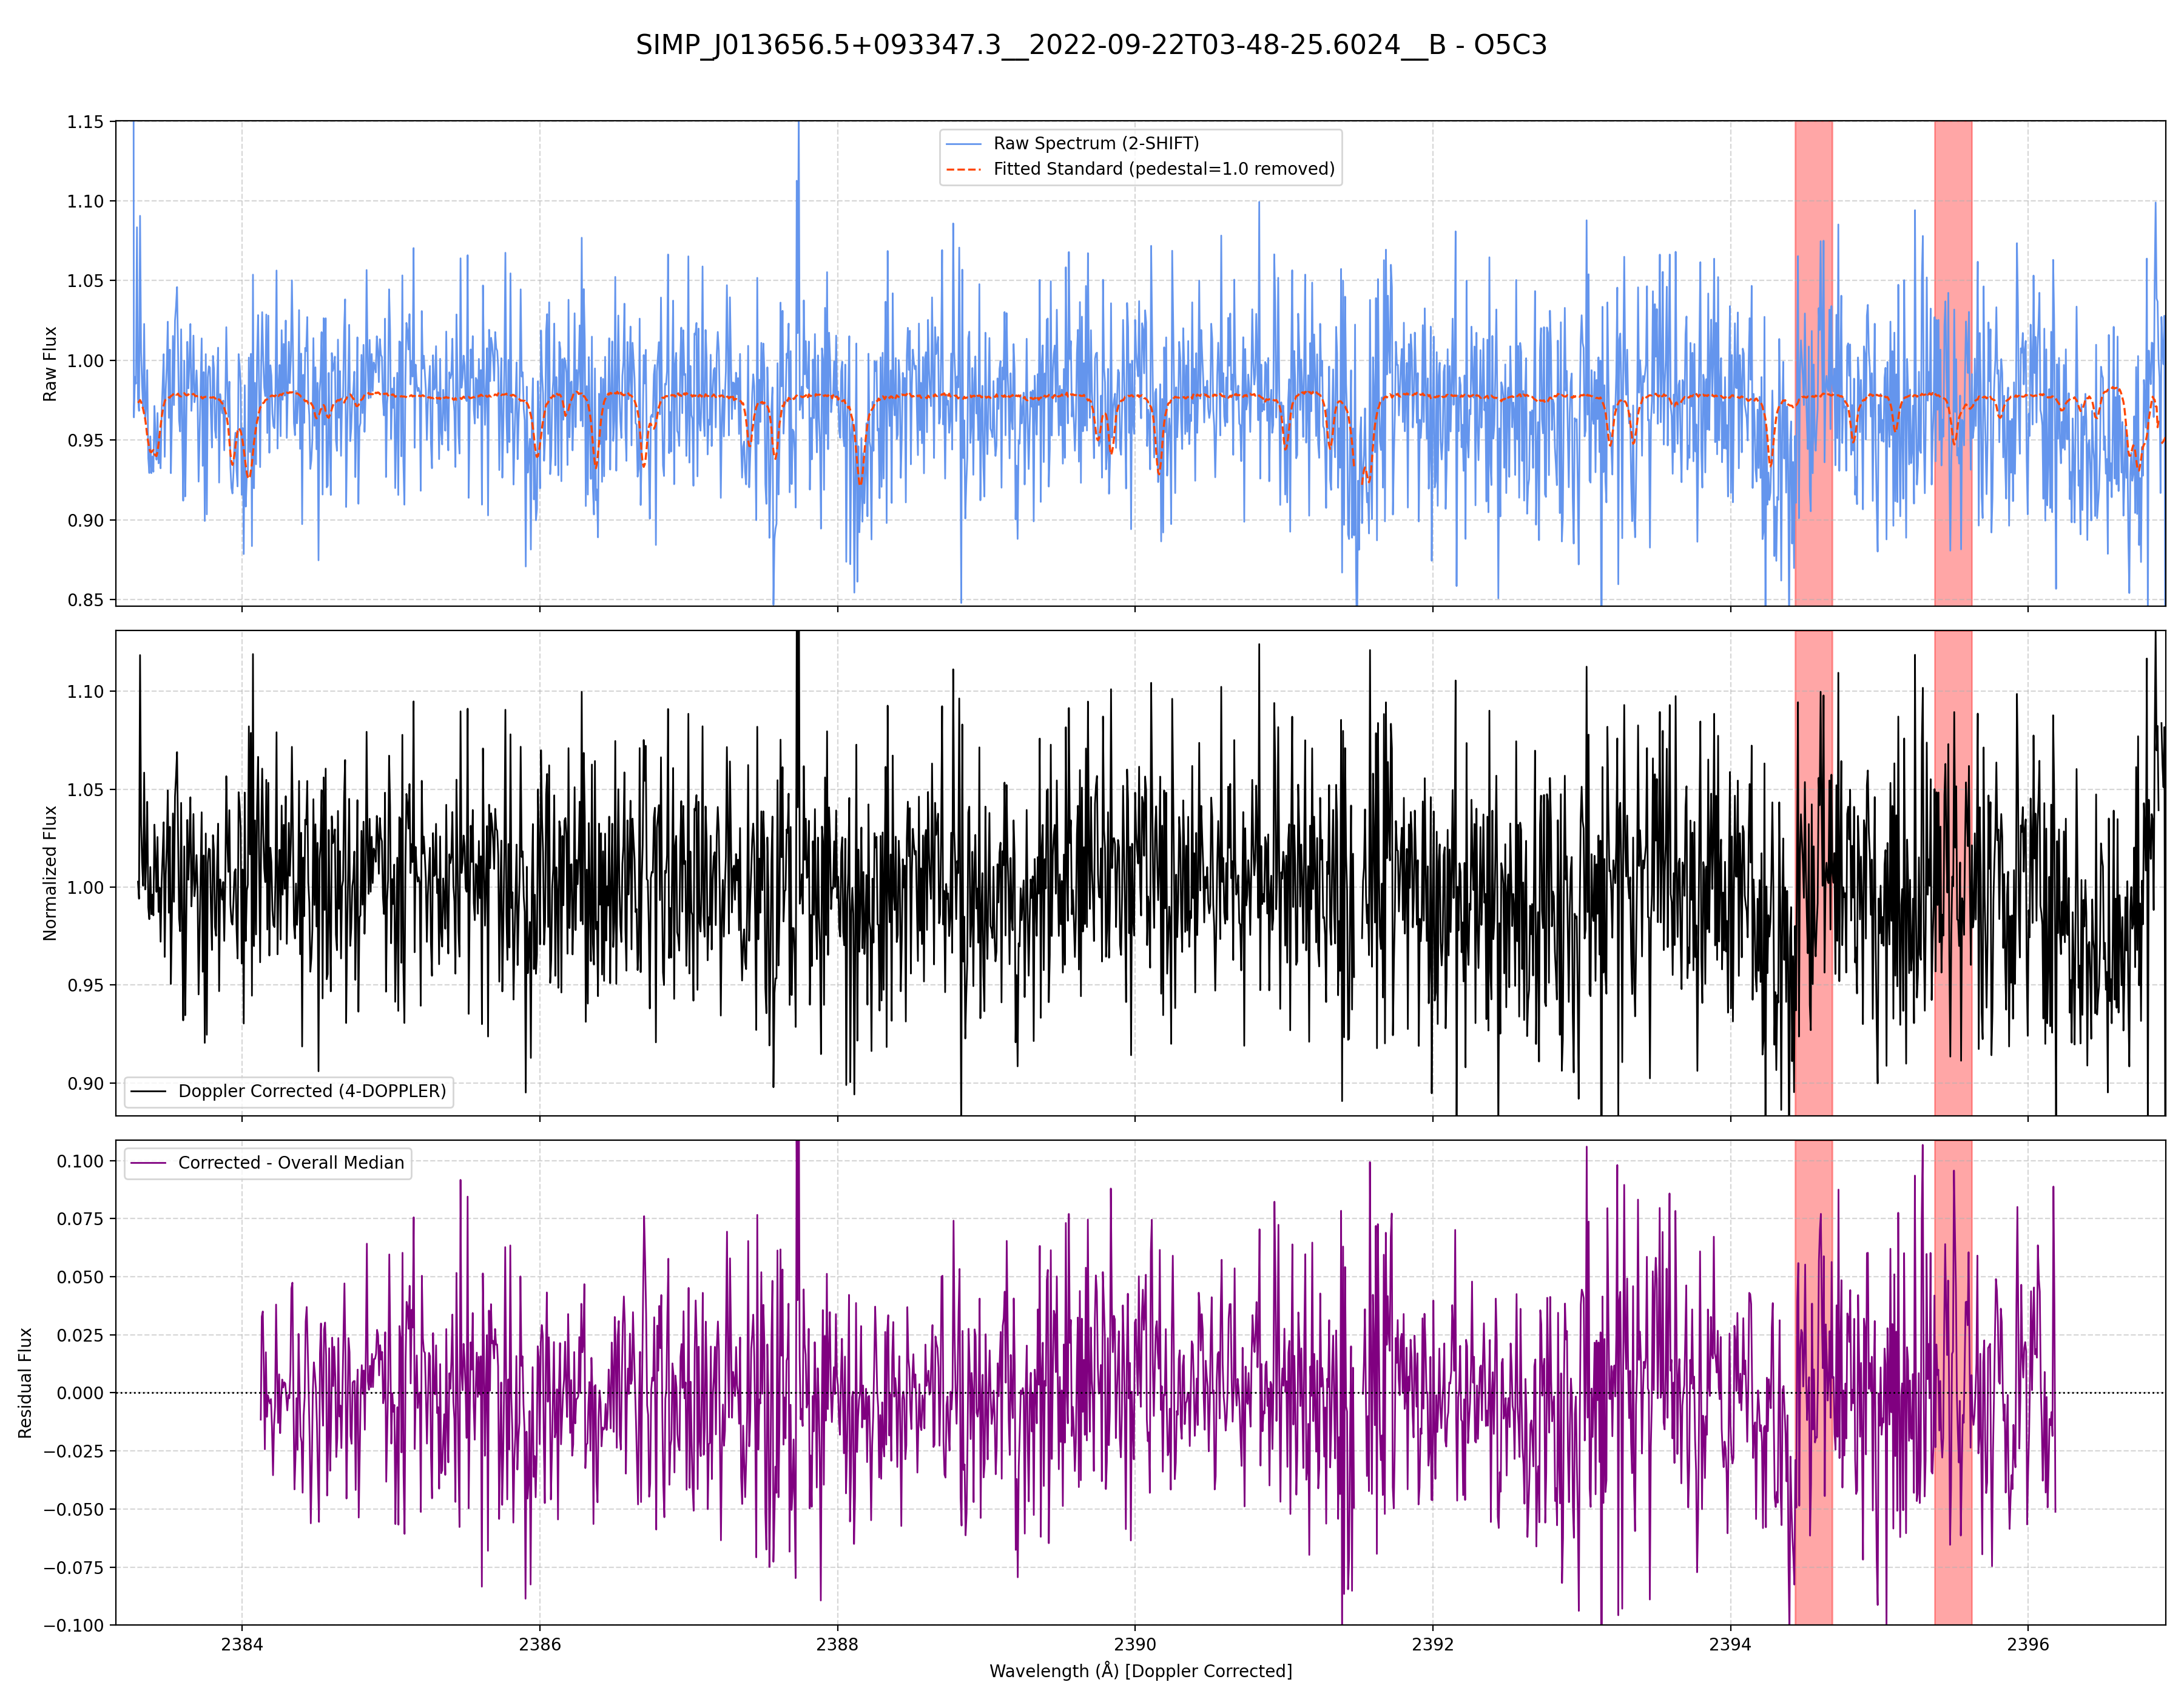 SIMP_J013656.5+093347.3__2022-09-22T03-48-25.6024__B - O5C3
1.15
1.10
1.05
1.00
0.95
0.90
0.85
Raw Flux
Raw Spectrum (2-SHIFT)
Fitted Standard (pedestal=1.0 removed)
1.10
1.05
1.00
0.95
0.90
Normalized Flux
Doppler Corrected (4-DOPPLER)
0.100
0.075
0.050
0.025
0.000
−0.025
−0.050
−0.075
−0.100
Residual Flux
Corrected - Overall Median
2384 2386 2388 2390 2392 2394 2396
Wavelength (Å) [Doppler Corrected]